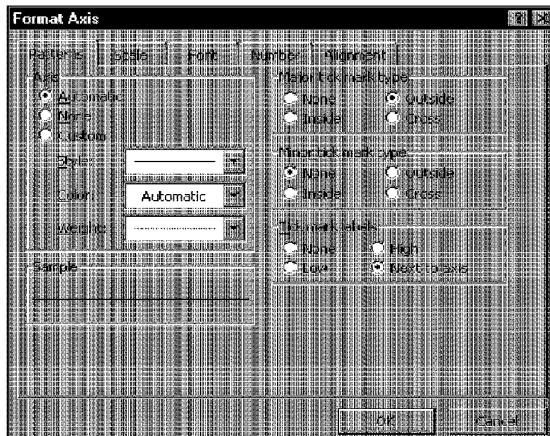 Format Axis
Patterns Scale Font Number Alignment
Axis
Automatic
None
Custom
Style:
Color: Automatic
Weight:
Sample
Major tick mark type
None Outside
Inside Cross
Minor tick mark type
None Outside
Inside Cross
Tick mark labels
None High
Low Next to axis
OK Cancel